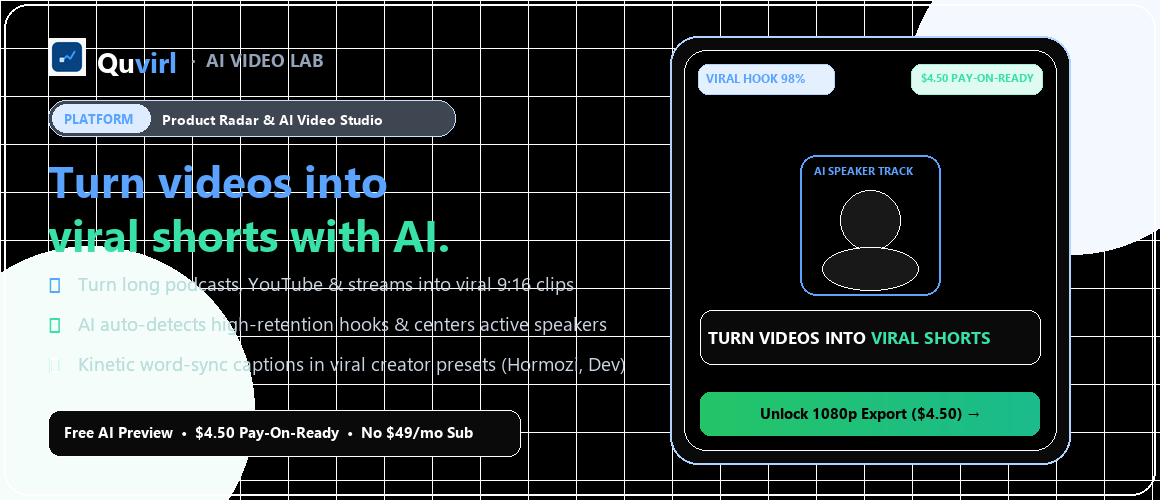 Quvirl · AI VIDEO LAB
PLATFORM Product Radar & AI Video Studio
Turn videos into
viral shorts with AI.
Turn long podcasts, YouTube & streams into viral 9:16 clips
AI auto-detects high-retention hooks & centers active speakers
Kinetic word-sync captions in viral creator presets (Hormozi, Dev)
Free AI Preview • $4.50 Pay-On-Ready • No $49/mo Sub
VIRAL HOOK 98%
$4.50 PAY-ON-READY
AI SPEAKER TRACK
TURN VIDEOS INTO VIRAL SHORTS
Unlock 1080p Export ($4.50) →